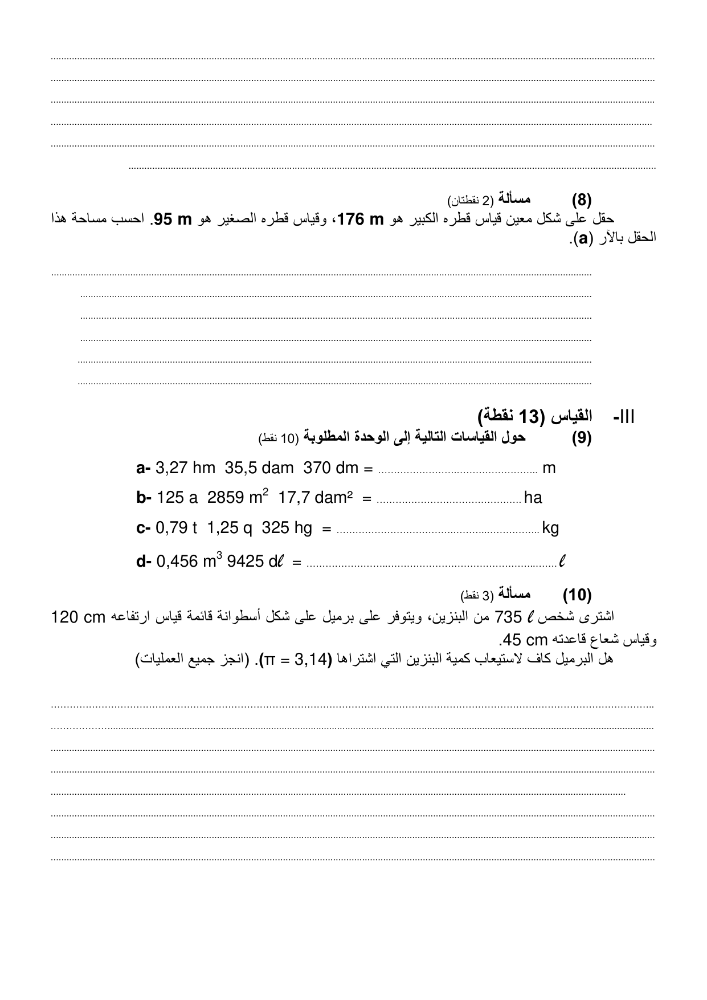 (8) مسألة (2 نقطتان)
حقل على شكل معين قياس قطره الكبير هو 176 m، وقياس قطره الصغير هو 95 m. احسب مساحة هذا
الحقل بالآر (a).
III- القياس (13 نقطة)
(9) حول القياسات التالية إلى الوحدة المطلوبة (10 نقط)
a- 3,27 hm 35,5 dam 370 dm = .................................................. m
b- 125 a 2859 m² 17,7 dam² = .............................................. ha
c- 0,79 t 1,25 q 325 hg = ................................................................ kg
d- 0,456 m³ 9425 dℓ = ................................................................................ ℓ
(10) مسألة (3 نقط)
اشترى شخص 735 ℓ من البنزين، ويتوفر على برميل على شكل أسطوانة قائمة قياس ارتفاعه 120 cm
وقياس شعاع قاعدته 45 cm.
هل البرميل كاف لاستيعاب كمية البنزين التي اشتراها (π = 3,14). (انجز جميع العمليات)